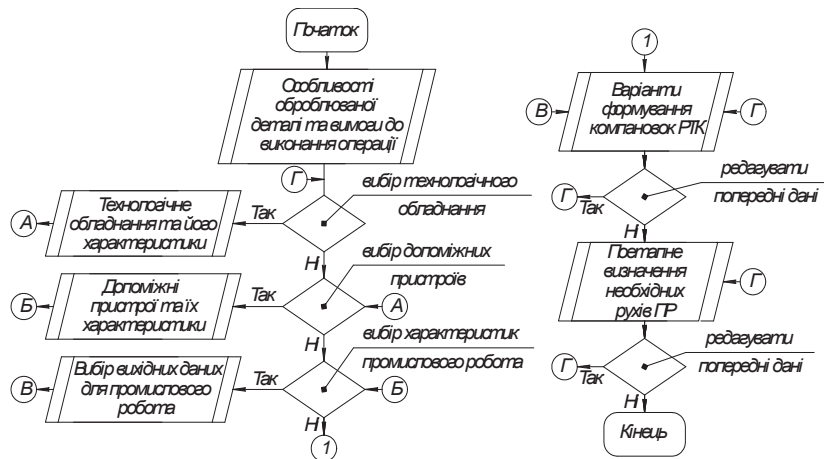 Початок
Особливості
оброблюваної
деталі та вимоги до
виконання операції
Г
вибір технологічного
обладнання
Так
Технологічне
обладнання та його
характеристики
А
Н
вибір допоміжних
пристроїв
А
Так
Допоміжні
пристрої та їх
характеристики
Б
Н
вибір характеристик
промислового робота
Б
Так
Вибір вихідних даних
для промислового
робота
В
Н
1
1
В
Варіанти
формування
компановок РТК
Г
редагувати
попередні дані
Г
Так
Н
Поетапне
визначення
необхідних
рухів ПР
Г
редагувати
попередні дані
Г
Так
Н
Кінець